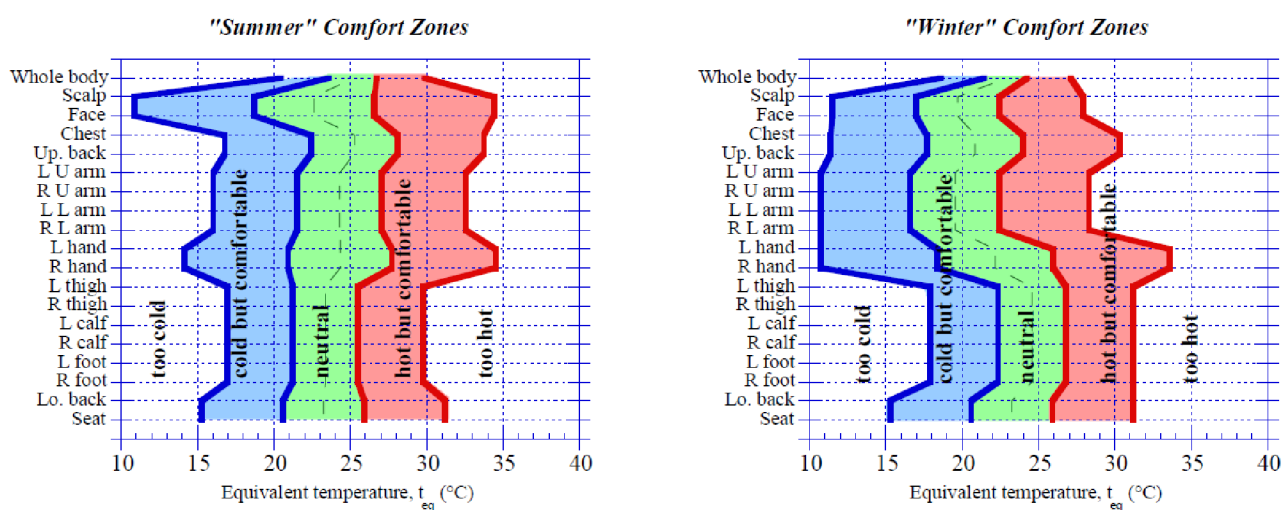 "Summer" Comfort Zones
Whole body
Scalp
Face
Chest
Up. back
L U arm
R U arm
L L arm
R L arm
L hand
R hand
L thigh
R thigh
L calf
R calf
L foot
R foot
Lo. back
Seat
too cold
cold but comfortable
neutral
hot but comfortable
too hot
10 15 20 25 30 35 40
Equivalent temperature, t_eq (°C)
"Winter" Comfort Zones
Whole body
Scalp
Face
Chest
Up. back
L U arm
R U arm
L L arm
R L arm
L hand
R hand
L thigh
R thigh
L calf
R calf
L foot
R foot
Lo. back
Seat
too cold
cold but comfortable
neutral
hot but comfortable
too hot
10 15 20 25 30 35 40
Equivalent temperature, t_eq (°C)